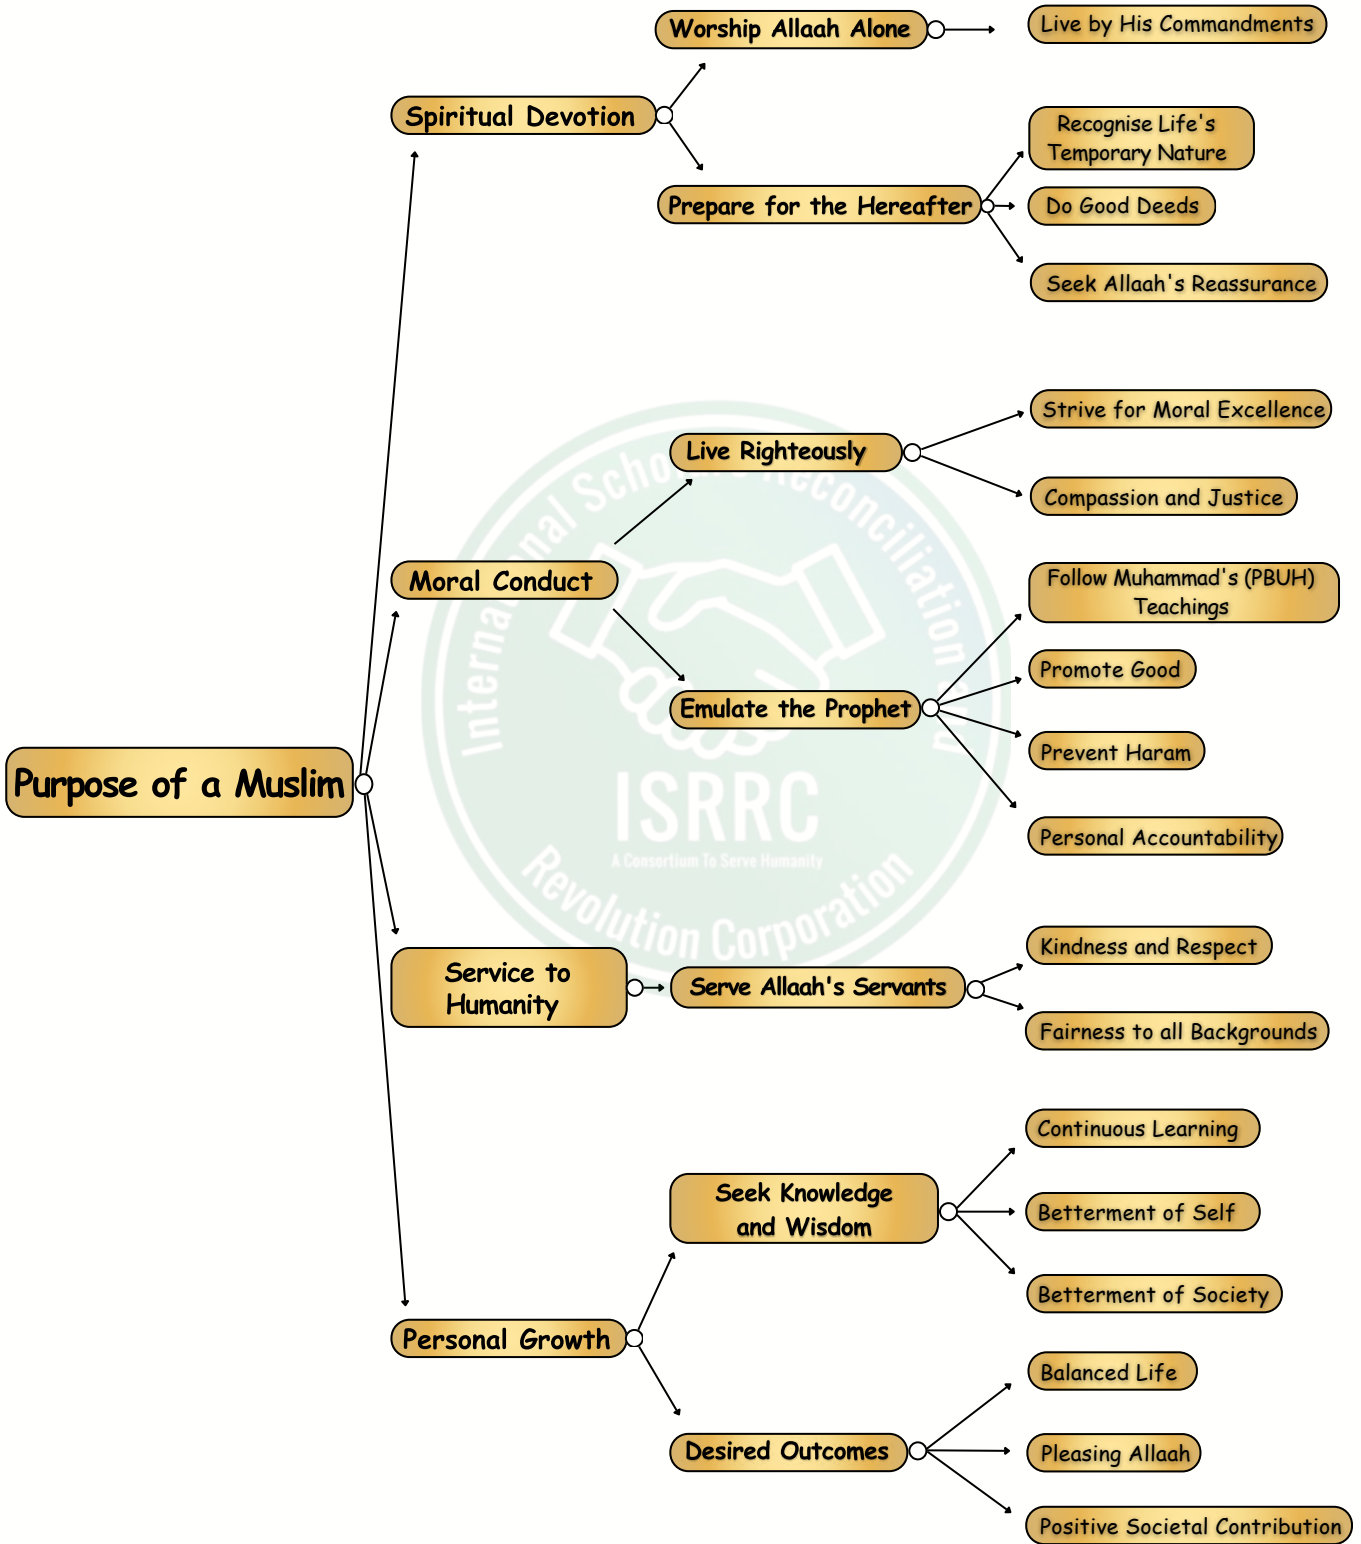 Purpose of a Muslim
Spiritual Devotion
Worship Allaah Alone
Live by His Commandments
Prepare for the Hereafter
Recognise Life's
Temporary Nature
Do Good Deeds
Seek Allaah's Reassurance
Moral Conduct
Live Righteously
Strive for Moral Excellence
Compassion and Justice
Emulate the Prophet
Follow Muhammad's (PBUH)
Teachings
Promote Good
Prevent Haram
Personal Accountability
Service to
Humanity
Serve Allaah's Servants
Kindness and Respect
Fairness to all Backgrounds
Personal Growth
Seek Knowledge
and Wisdom
Continuous Learning
Betterment of Self
Betterment of Society
Desired Outcomes
Balanced Life
Pleasing Allaah
Positive Societal Contribution
International Reconciliation and
ISRRC
A Consortium To Serve Humanity
Revolution Corporation